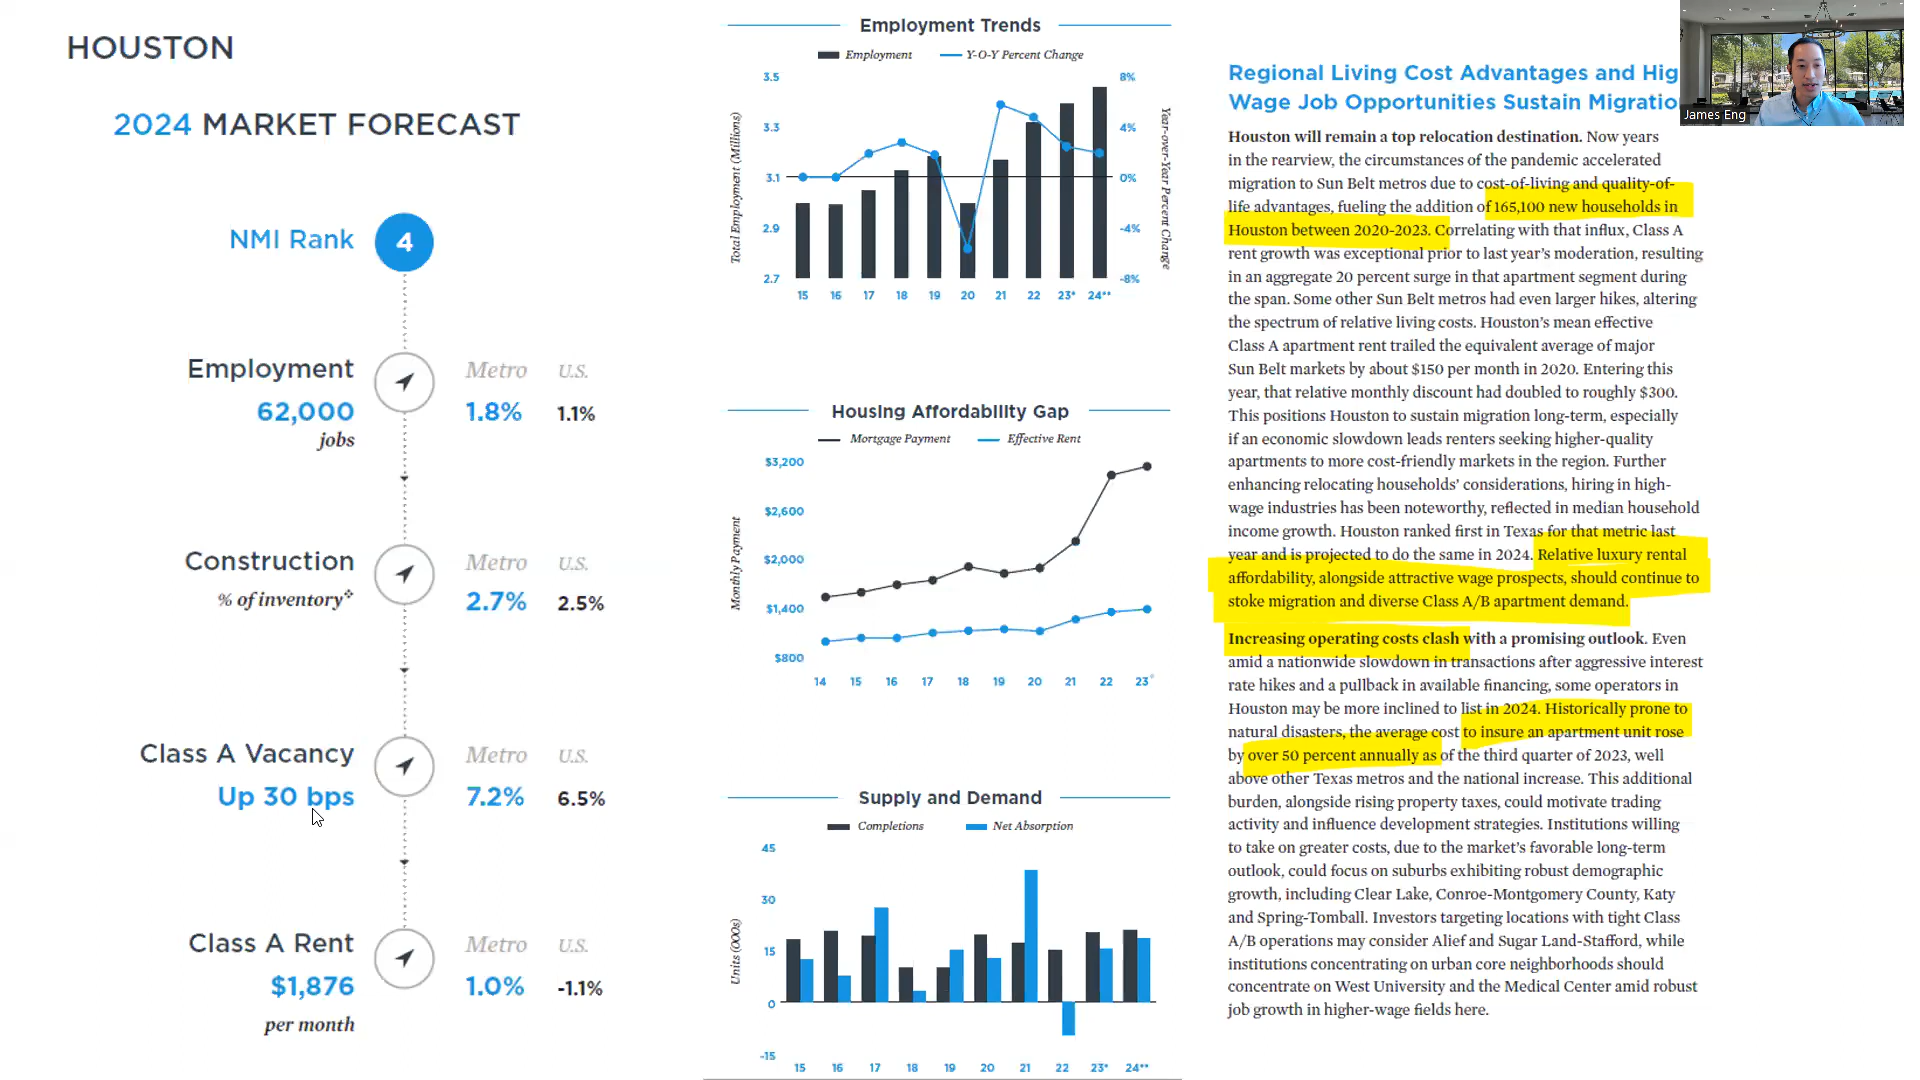 HOUSTON
2024 MARKET FORECAST
NMI Rank
4
Employment
62,000
jobs
Metro
U.S.
1.8%
1.1%
Construction
% of inventory❖
Metro
U.S.
2.7%
2.5%
Class A Vacancy
Up 30 bps
Metro
U.S.
7.2%
6.5%
Class A Rent
$1,876
per month
Metro
U.S.
1.0%
-1.1%
Employment Trends
Employment
Y-O-Y Percent Change
Total Employment (Millions)
3.5
3.3
3.1
2.9
2.7
8%
4%
0%
-4%
-8%
Year-over-Year Percent Change
15 16 17 18 19 20 21 22 23* 24**
Housing Affordability Gap
Mortgage Payment
Effective Rent
Monthly Payment
$3,200
$2,600
$2,000
$1,400
$800
14 15 16 17 18 19 20 21 22 23*
Supply and Demand
Completions
Net Absorption
Units (000s)
45
30
15
0
-15
15 16 17 18 19 20 21 22 23* 24**
Regional Living Cost Advantages and Hig
Wage Job Opportunities Sustain Migratio
Houston will remain a top relocation destination. Now years
in the rearview, the circumstances of the pandemic accelerated
migration to Sun Belt metros due to cost-of-living and quality-of-
life advantages, fueling the addition of 165,100 new households in
Houston between 2020-2023. Correlating with that influx, Class A
rent growth was exceptional prior to last year's moderation, resulting
in an aggregate 20 percent surge in that apartment segment during
the span. Some other Sun Belt metros had even larger hikes, altering
the spectrum of relative living costs. Houston's mean effective
Class A apartment rent trailed the equivalent average of major
Sun Belt markets by about $150 per month in 2020. Entering this
year, that relative monthly discount had doubled to roughly $300.
This positions Houston to sustain migration long-term, especially
if an economic slowdown leads renters seeking higher-quality
apartments to more cost-friendly markets in the region. Further
enhancing relocating households' considerations, hiring in high-
wage industries has been noteworthy, reflected in median household
income growth. Houston ranked first in Texas for that metric last
year and is projected to do the same in 2024. Relative luxury rental
affordability, alongside attractive wage prospects, should continue to
stoke migration and diverse Class A/B apartment demand.
Increasing operating costs clash with a promising outlook. Even
amid a nationwide slowdown in transactions after aggressive interest
rate hikes and a pullback in available financing, some operators in
Houston may be more inclined to list in 2024. Historically prone to
natural disasters, the average cost to insure an apartment unit rose
by over 50 percent annually as of the third quarter of 2023, well
above other Texas metros and the national increase. This additional
burden, alongside rising property taxes, could motivate trading
activity and influence development strategies. Institutions willing
to take on greater costs, due to the market's favorable long-term
outlook, could focus on suburbs exhibiting robust demographic
growth, including Clear Lake, Conroe-Montgomery County, Katy
and Spring-Tomball. Investors targeting locations with tight Class
A/B operations may consider Alief and Sugar Land-Stafford, while
institutions concentrating on urban core neighborhoods should
concentrate on West University and the Medical Center amid robust
job growth in higher-wage fields here.
James Eng